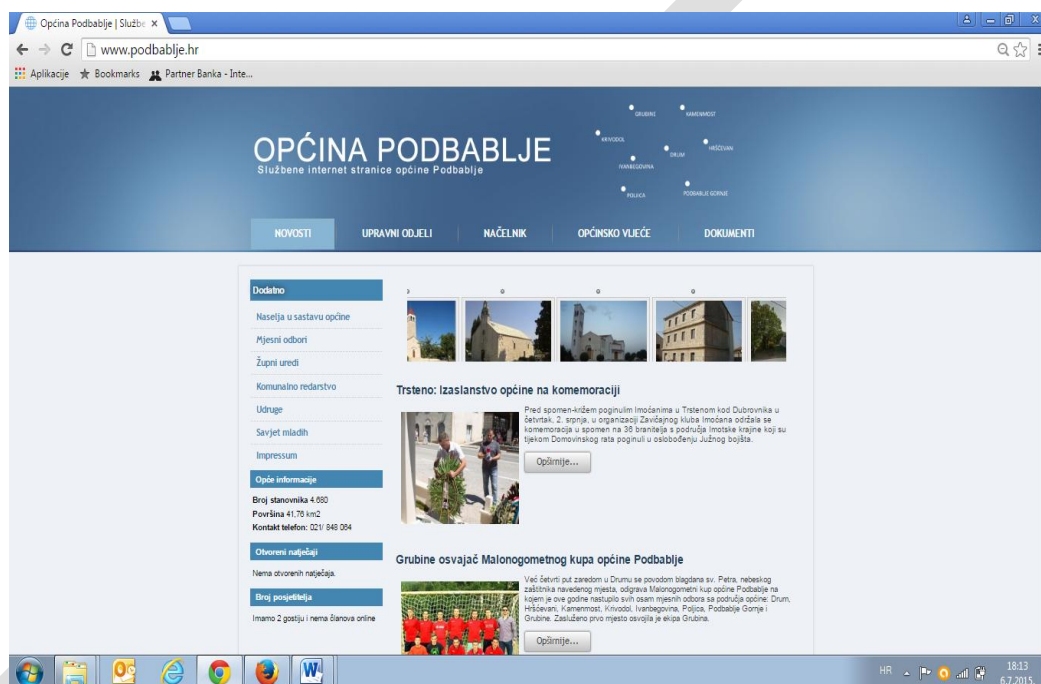 Općina Podbablje | Službe
www.podbablje.hr
Aplikacije Bookmarks Partner Banka - Inte...
OPĆINA PODBABLJE
Službene internet stranice općine Podbablje
GRUBINE
KAMENMOST
KRIVODOL
HRŠĆEVAN
DRUM
IVANBEGOVINA
POLJICA
PODBABLJE GORNJE
NOVOSTI UPRAVNI ODJELI NAČELNIK OPĆINSKO VIJEĆE DOKUMENTI
Dodatno
Naselja u sastavu općine
Mjesni odbori
Župni uredi
Komunalno redarstvo
Udruge
Savjet mladih
Impressum
Opće informacije
Broj stanovnika 4.680
Površina 41,76 km2
Kontakt telefon: 021/ 848 064
Otvoreni natječaji
Nema otvorenih natječaja.
Broj posjetitelja
Imamo 2 gostiju i nema članova online
Trsteno: Izaslanstvo općine na komemoraciji
Pred spomen-križem poginulim Imoćanima u Trstenom kod Dubrovnika u
četvrtak, 2. srpnja, u organizaciji Zavičajnog kluba Imoćana održala se
komemoracija u spomen na 36 branitelja s područja Imotske krajine koji su
tijekom Domovinskog rata poginuli u oslobođenju Južnog bojišta.
Opširnije...
Grubine osvajač Malonogometnog kupa općine Podbablje
Već četvrti put zaredom u Drumu se povodom blagdana sv. Petra, nebeskog
zaštitnika navedenog mjesta, odigrava Malonogometni kup općine Podbablje na
kojem je ove godine nastupilo svih osam mjesnih odbora sa područja općine: Drum,
Hršćevani, Kamenmost, Krivodol, Ivanbegovina, Poljica, Podbablje Gornje i
Grubine. Zasluženo prvo mjesto osvojila je ekipa Grubina.
Opširnije...
HR
18:13
6.7.2015.